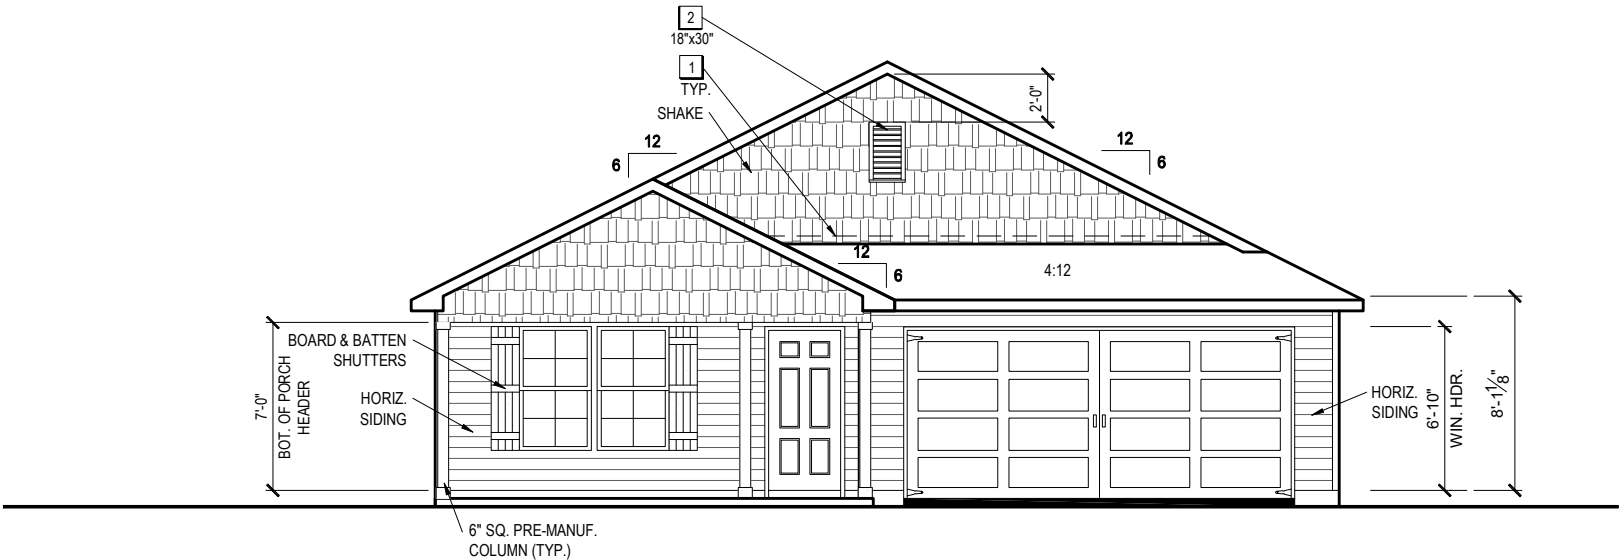 2
18"x30"
1
TYP.
SHAKE
2'-0"
12
6
12
6
12
6
4:12
BOARD & BATTEN
SHUTTERS
HORIZ.
SIDING
7'-0"
BOT. OF PORCH
HEADER
HORIZ.
SIDING
6'-10"
WIN. HDR.
8'-1 1/8"
6" SQ. PRE-MANUF.
COLUMN (TYP.)